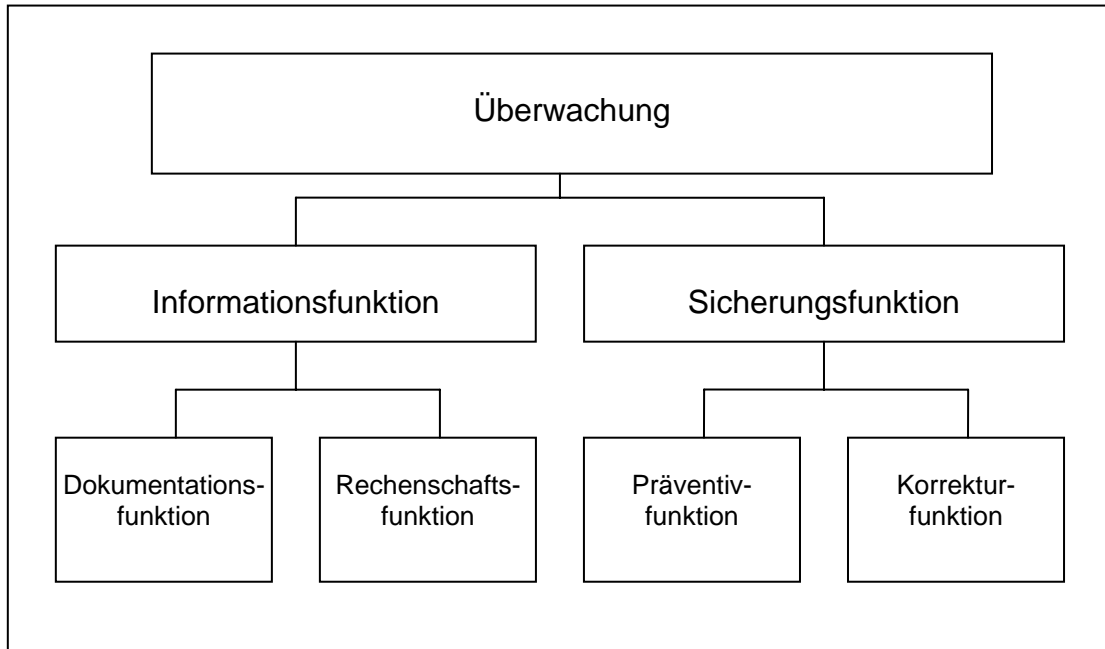 Überwachung
Informationsfunktion
Sicherungsfunktion
Dokumentations-
funktion
Rechenschafts-
funktion
Präventiv-
funktion
Korrektur-
funktion